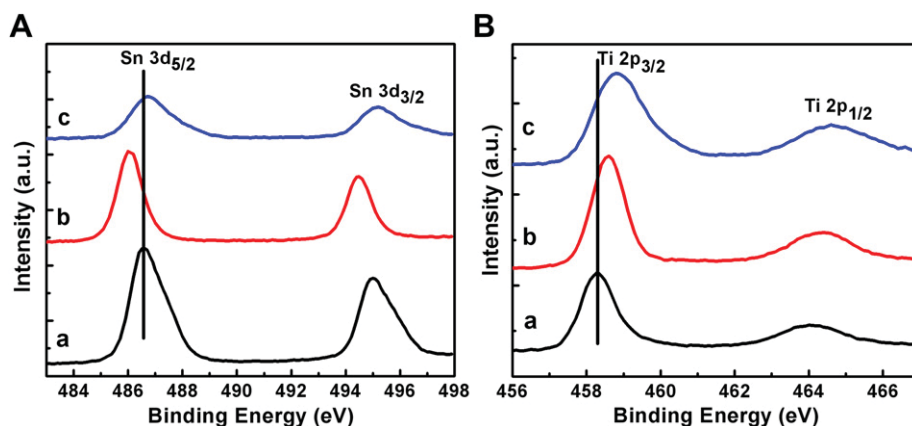 A
Sn 3d5/2
Sn 3d3/2
c
b
a
Intensity (a.u.)
484 486 488 490 492 494 496 498
Binding Energy (eV)
B
Ti 2p3/2
Ti 2p1/2
c
b
a
Intensity (a.u.)
456 458 460 462 464 466
Binding Energy (eV)